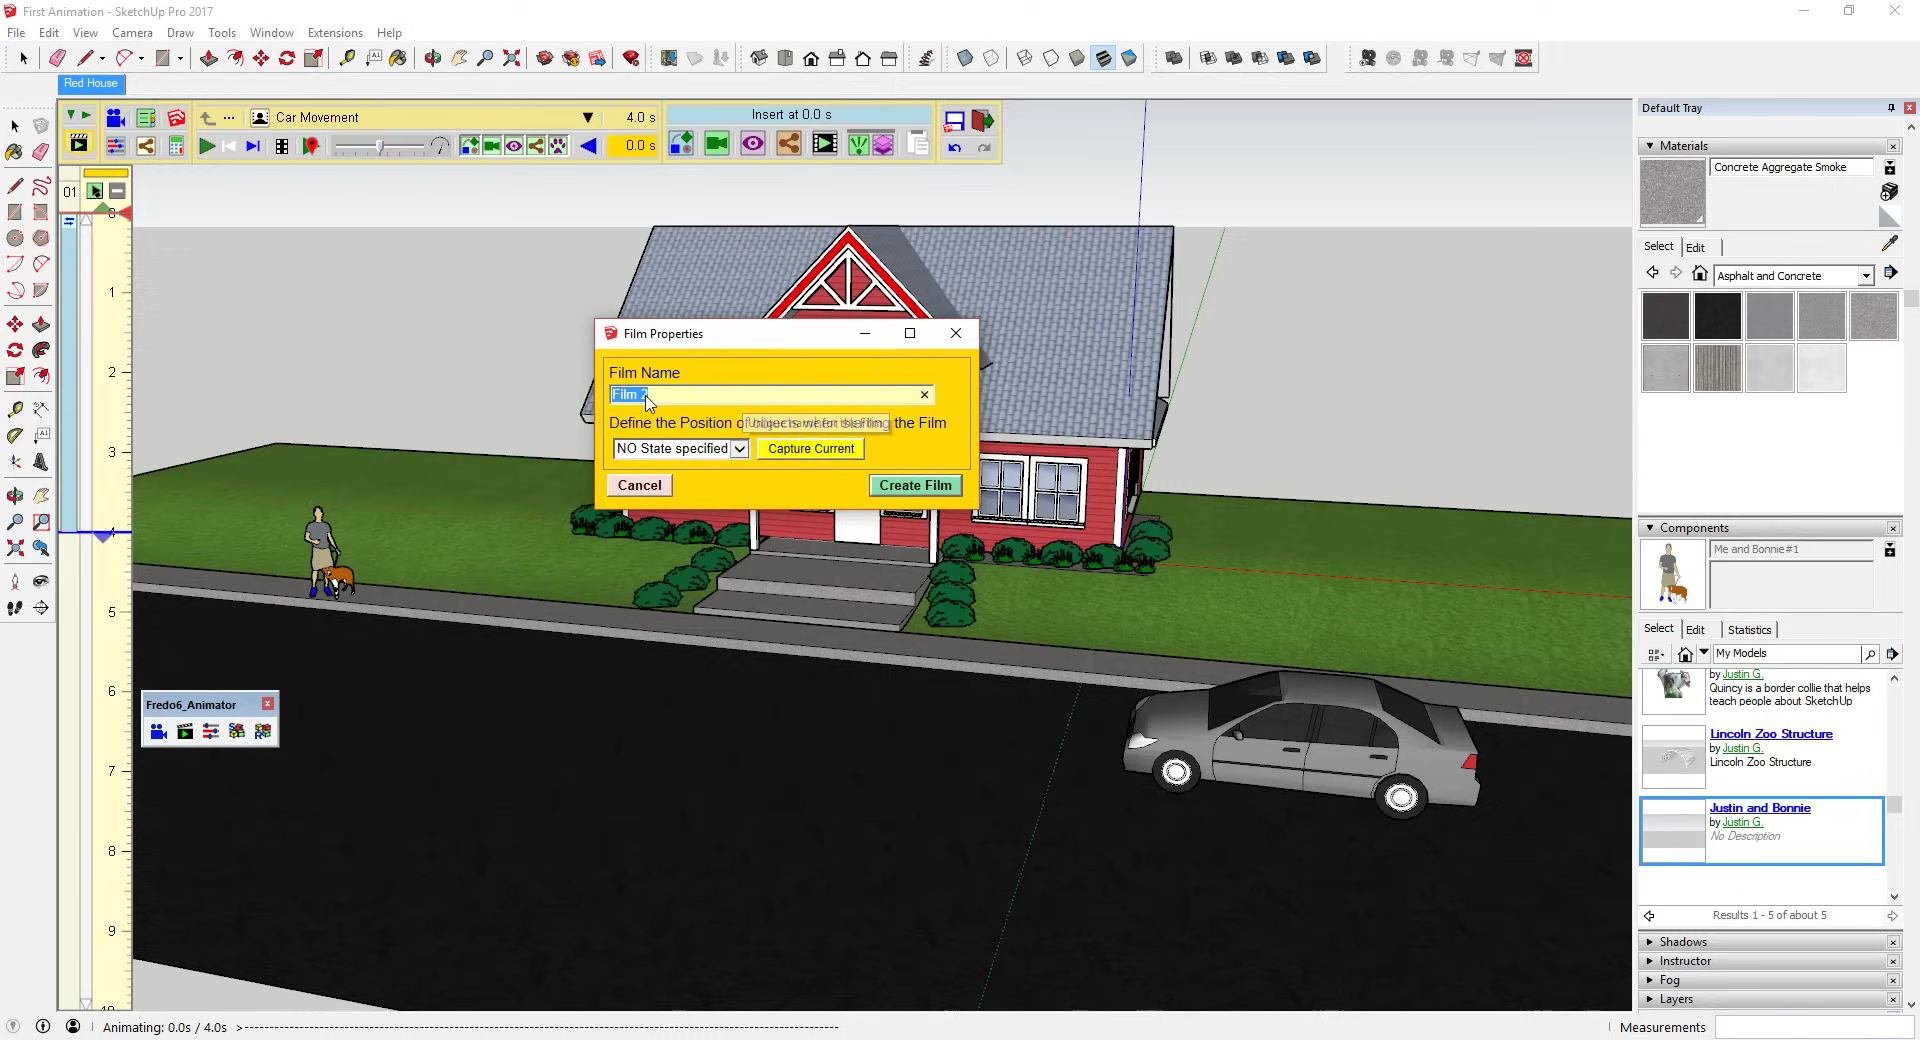 First Animation - SketchUp Pro 2017
File Edit View Camera Draw Tools Window Extensions Help
Red House
Car Movement 4.0 s
Insert at 0.0 s
0.0 s
01
0
1
2
3
4
5
6
7
8
9
10
Film Properties
Film Name
Film 2
Define the Position of objects when for starting the Film
NO State specified Capture Current
Cancel Create Film
Fredo6_Animator
Default Tray
Materials
Concrete Aggregate Smoke
Select Edit
Asphalt and Concrete
Components
Me and Bonnie#1
Select Edit Statistics
My Models
by Justin G.
Quincy is a border collie that helps
teach people about SketchUp
Lincoln Zoo Structure
by Justin G.
Lincoln Zoo Structure
Justin and Bonnie
by Justin G.
No Description
Results 1 - 5 of about 5
Shadows
Instructor
Fog
Layers
Animating: 0.0s / 4.0s >
Measurements